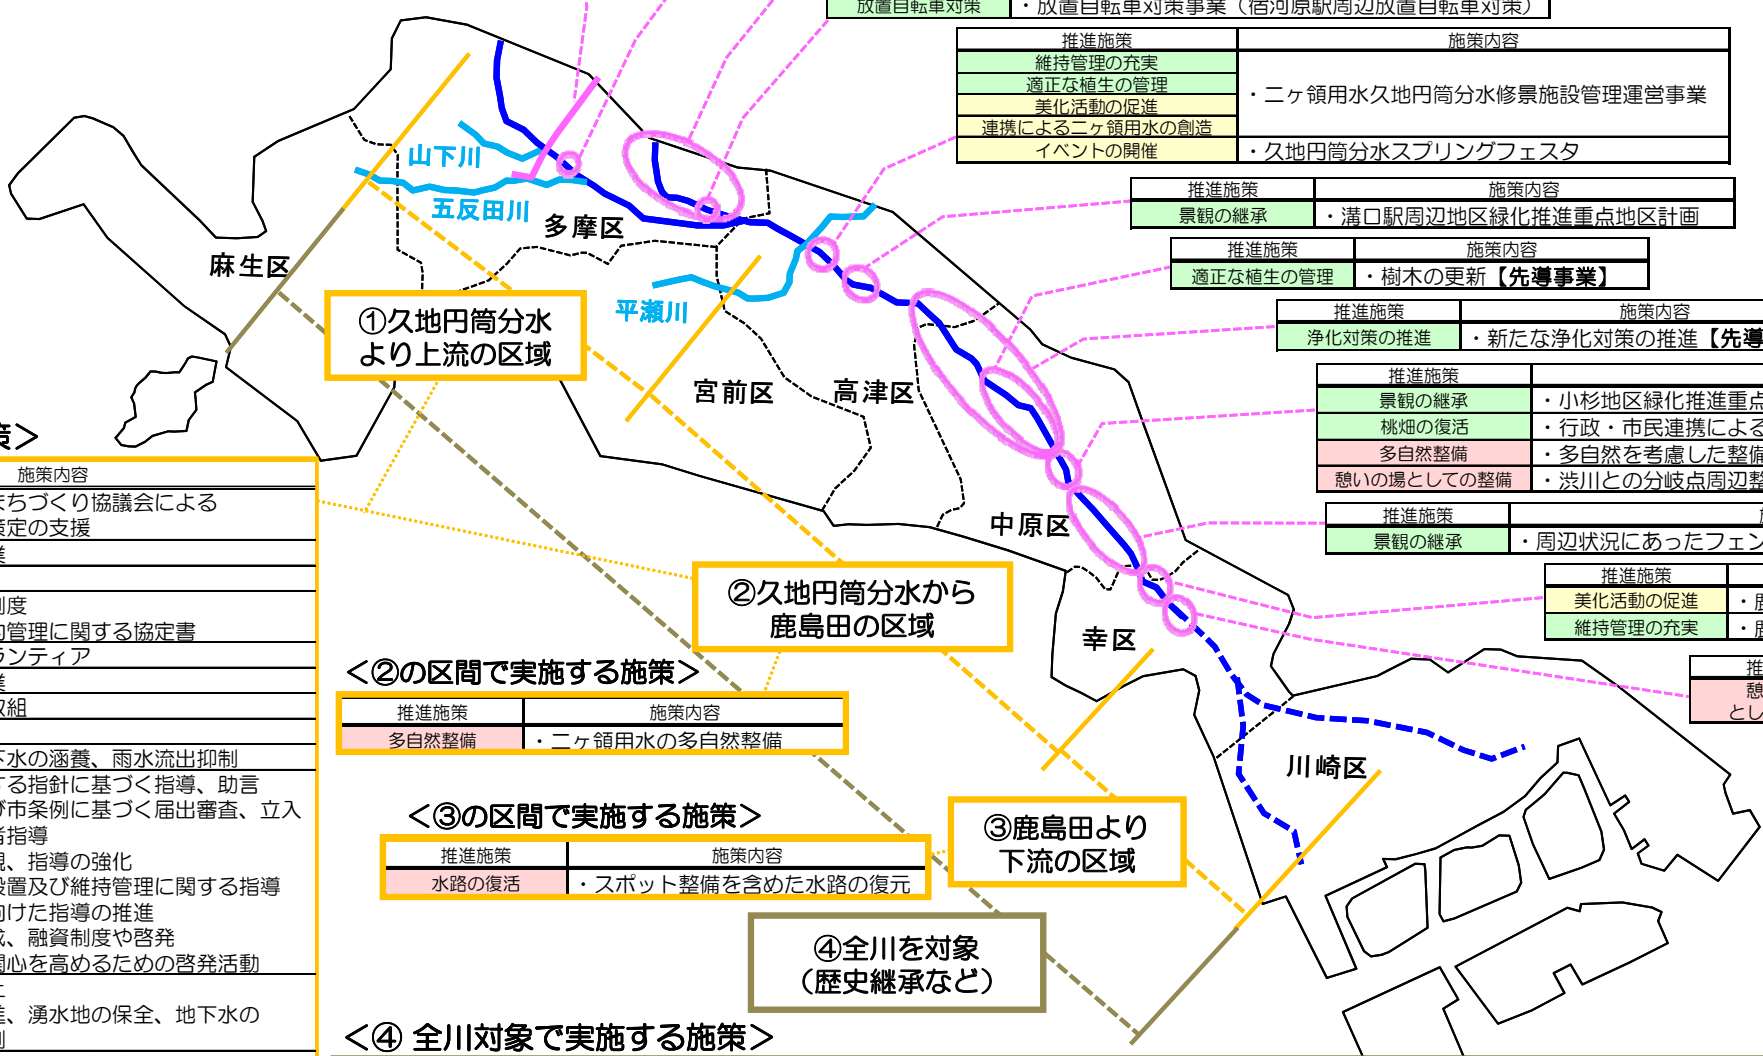 放置自転車対策 ・放置自転車対策事業（宿河原駅周辺放置自転車対策）
推進施策 施策内容
維持管理の充実
適正な植生の管理
美化活動の促進
連携による二ヶ領用水の創造
・二ヶ領用水久地円筒分水修景施設管理運営事業
イベントの開催 ・久地円筒分水スプリングフェスタ
推進施策 施策内容
景観の継承 ・溝口駅周辺地区緑化推進重点地区計画
推進施策 施策内容
適正な植生の管理 ・樹木の更新【先導事業】
推進施策 施策内容
浄化対策の推進 ・新たな浄化対策の推進【先導
推進施策
景観の継承 ・小杉地区緑化推進重点
桃畑の復活 ・行政・市民連携による
多自然整備 ・多自然を考慮した整備
憩いの場としての整備 ・渋川との分岐点周辺整
推進施策
景観の継承 ・周辺状況にあったフェン
推進施策
美化活動の促進 ・鹿
維持管理の充実 ・鹿
推
憩
とし
山下川
五反田川
多摩区
麻生区
平瀬川
宮前区
高津区
中原区
幸区
川崎区
①久地円筒分水
より上流の区域
②久地円筒分水から
鹿島田の区域
③鹿島田より
下流の区域
④全川を対象
（歴史継承など）
策＞
施策内容
まちづくり協議会による
策定の支援
業
制度
的管理に関する協定書
ランティア
業
取組
下水の涵養、雨水流出抑制
する指針に基づく指導、助言
び市条例に基づく届出審査、立入
者指導
視、指導の強化
設置及び維持管理に関する指導
向けた指導の推進
成、融資制度や啓発
関心を高めるための啓発活動
進、湧水地の保全、地下水の
制
＜②の区間で実施する施策＞
推進施策 施策内容
多自然整備 ・二ヶ領用水の多自然整備
＜③の区間で実施する施策＞
推進施策 施策内容
水路の復活 ・スポット整備を含めた水路の復元
＜④ 全川対象で実施する施策＞